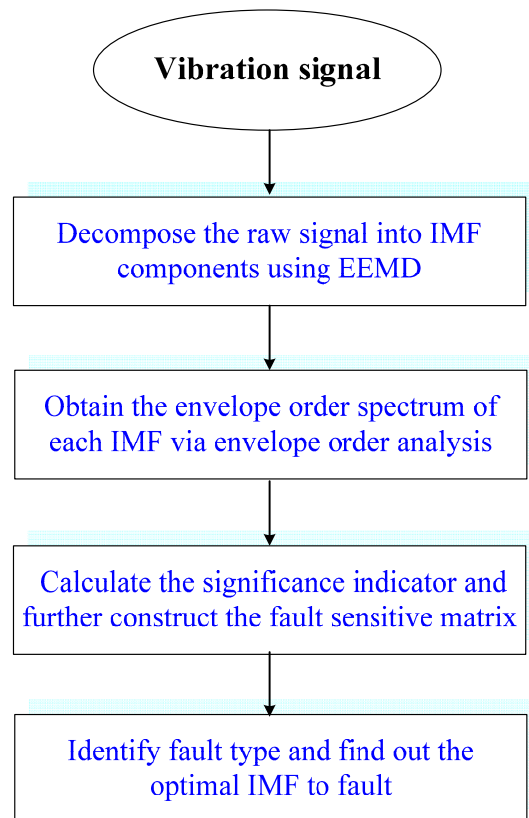 Vibration signal
Decompose the raw signal into IMF
components using EEMD
Obtain the envelope order spectrum of
each IMF via envelope order analysis
Calculate the significance indicator and
further construct the fault sensitive matrix
Identify fault type and find out the
optimal IMF to fault